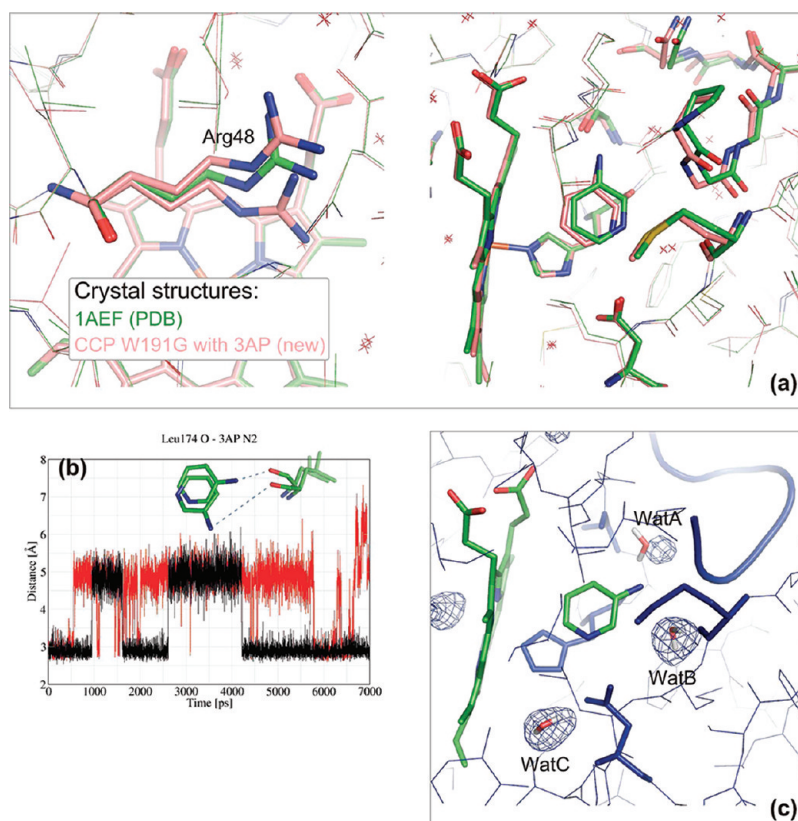 Arg48
Crystal structures:
1AEF (PDB)
CCP W191G with 3AP (new)
(a)
Leu174 O - 3AP N2
(b)
8
7
6
5
4
3
2
Distance [Å]
0 1000 2000 3000 4000 5000 6000 7000
Time [ps]
WatA
WatB
WatC
(c)